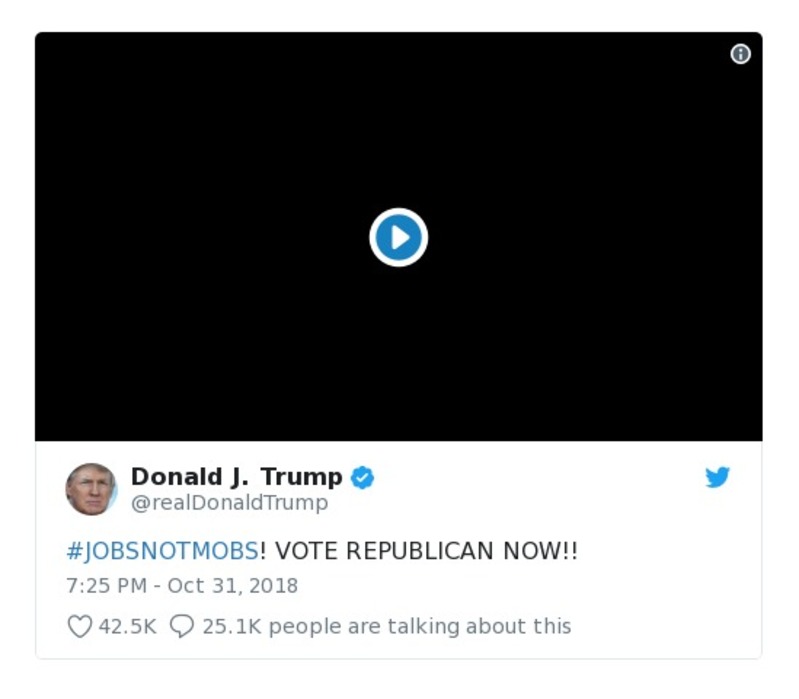 Donald J. Trump
@realDonaldTrump
#JOBSNOTMOBS! VOTE REPUBLICAN NOW!!
7:25 PM - Oct 31, 2018
42.5K 25.1K people are talking about this